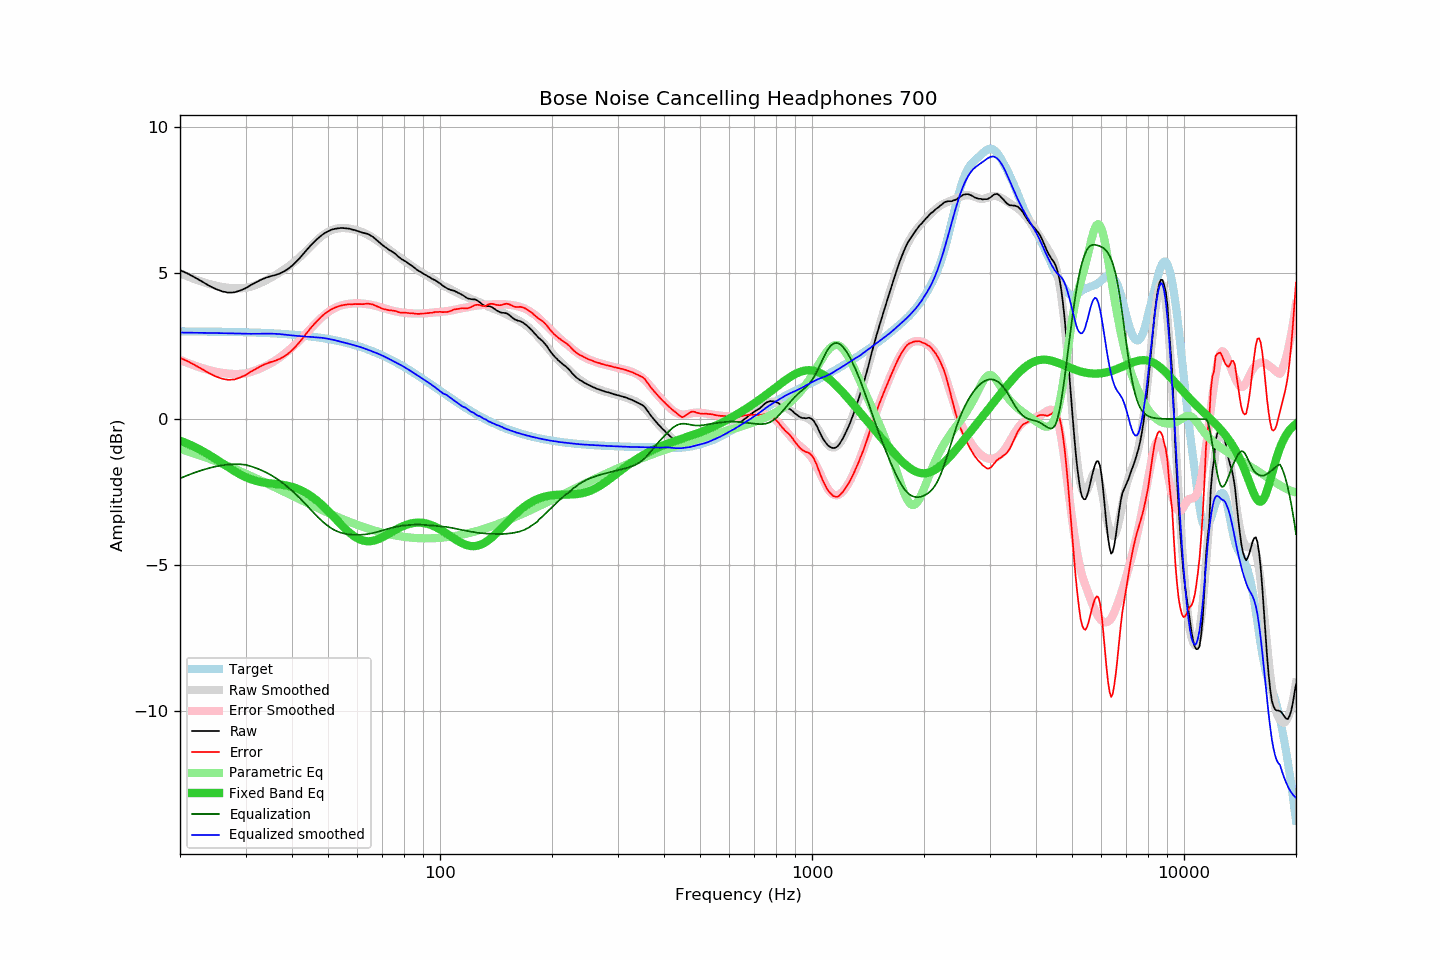 Bose Noise Cancelling Headphones 700
10
5
0
−5
−10
Amplitude (dBr)
Target
Raw Smoothed
Error Smoothed
Raw
Error
Parametric Eq
Fixed Band Eq
Equalization
Equalized smoothed
100
1000
10000
Frequency (Hz)